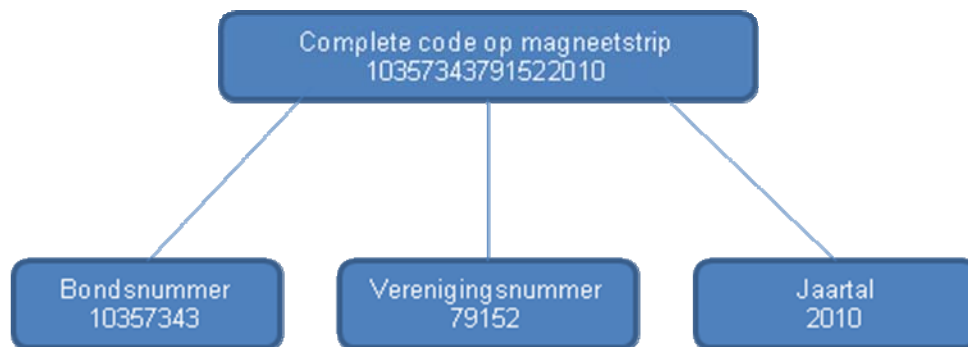 Complete code op magneetstrip
10357343791522010
Bondsnummer
10357343
Verenigingsnummer
79152
Jaartal
2010